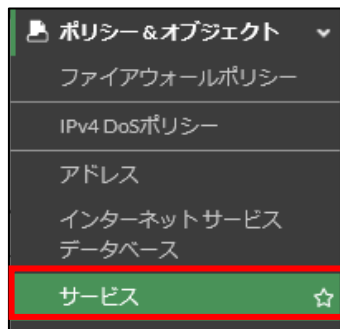 ポリシー&オブジェクト
ファイアウォールポリシー
IPv4 DoSポリシー
アドレス
インターネット サービス
データベース
サービス